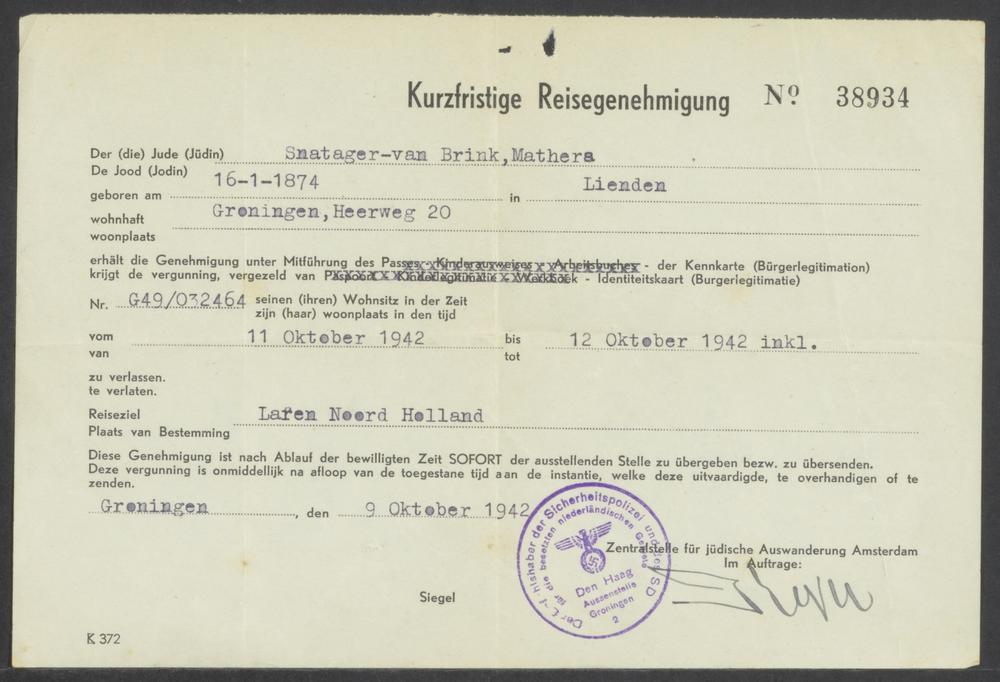 Kurzfristige Reisegenehmigung Nº 38934
Der (die) Jude (Jüdin) Snatager-van Brink,Mathera
De Jood (Jodin)
geboren am 16-1-1874 in Lienden
wohnhaft Groningen,Heerweg 20
woonplaats
erhält die Genehmigung unter Mitführung des Passes - Kinderausweises - Arbeitsbuches - der Kennkarte (Bürgerlegitimation)
krijgt de vergunning, vergezeld van Paspoort - Kinderlegitimatie - Werkboek - Identiteitskaart (Burgerlegitimatie)
Nr. G49/032464 seinen (ihren) Wohnsitz in der Zeit
zijn (haar) woonplaats in den tijd
vom 11 Oktober 1942 bis 12 Oktober 1942 inkl.
van tot
zu verlassen.
te verlaten.
Reiseziel Laren Noord Holland
Plaats van Bestemming
Diese Genehmigung ist nach Ablauf der bewilligten Zeit SOFORT der ausstellenden Stelle zu übergeben bezw. zu übersenden.
Deze vergunning is onmiddellijk na afloop van de toegestane tijd aan de instantie, welke deze uitvaardigde, te overhandigen of te
zenden.
Groningen, den 9 Oktober 1942
Zentralstelle für jüdische Auswanderung Amsterdam
Im Auftrage:
Siegel
der Sicherheitspolizei und des SD
für die besetzten niederländischen Gebiete
Den Haag
Aussenstelle
Groningen
2
K 372